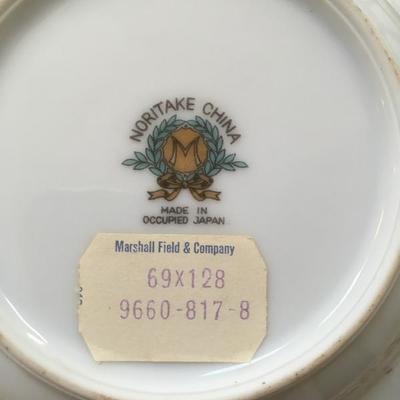 NORITAKE CHINA
M
MADE IN
OCCUPIED JAPAN
Marshall Field & Company
69X128
9660-817-8